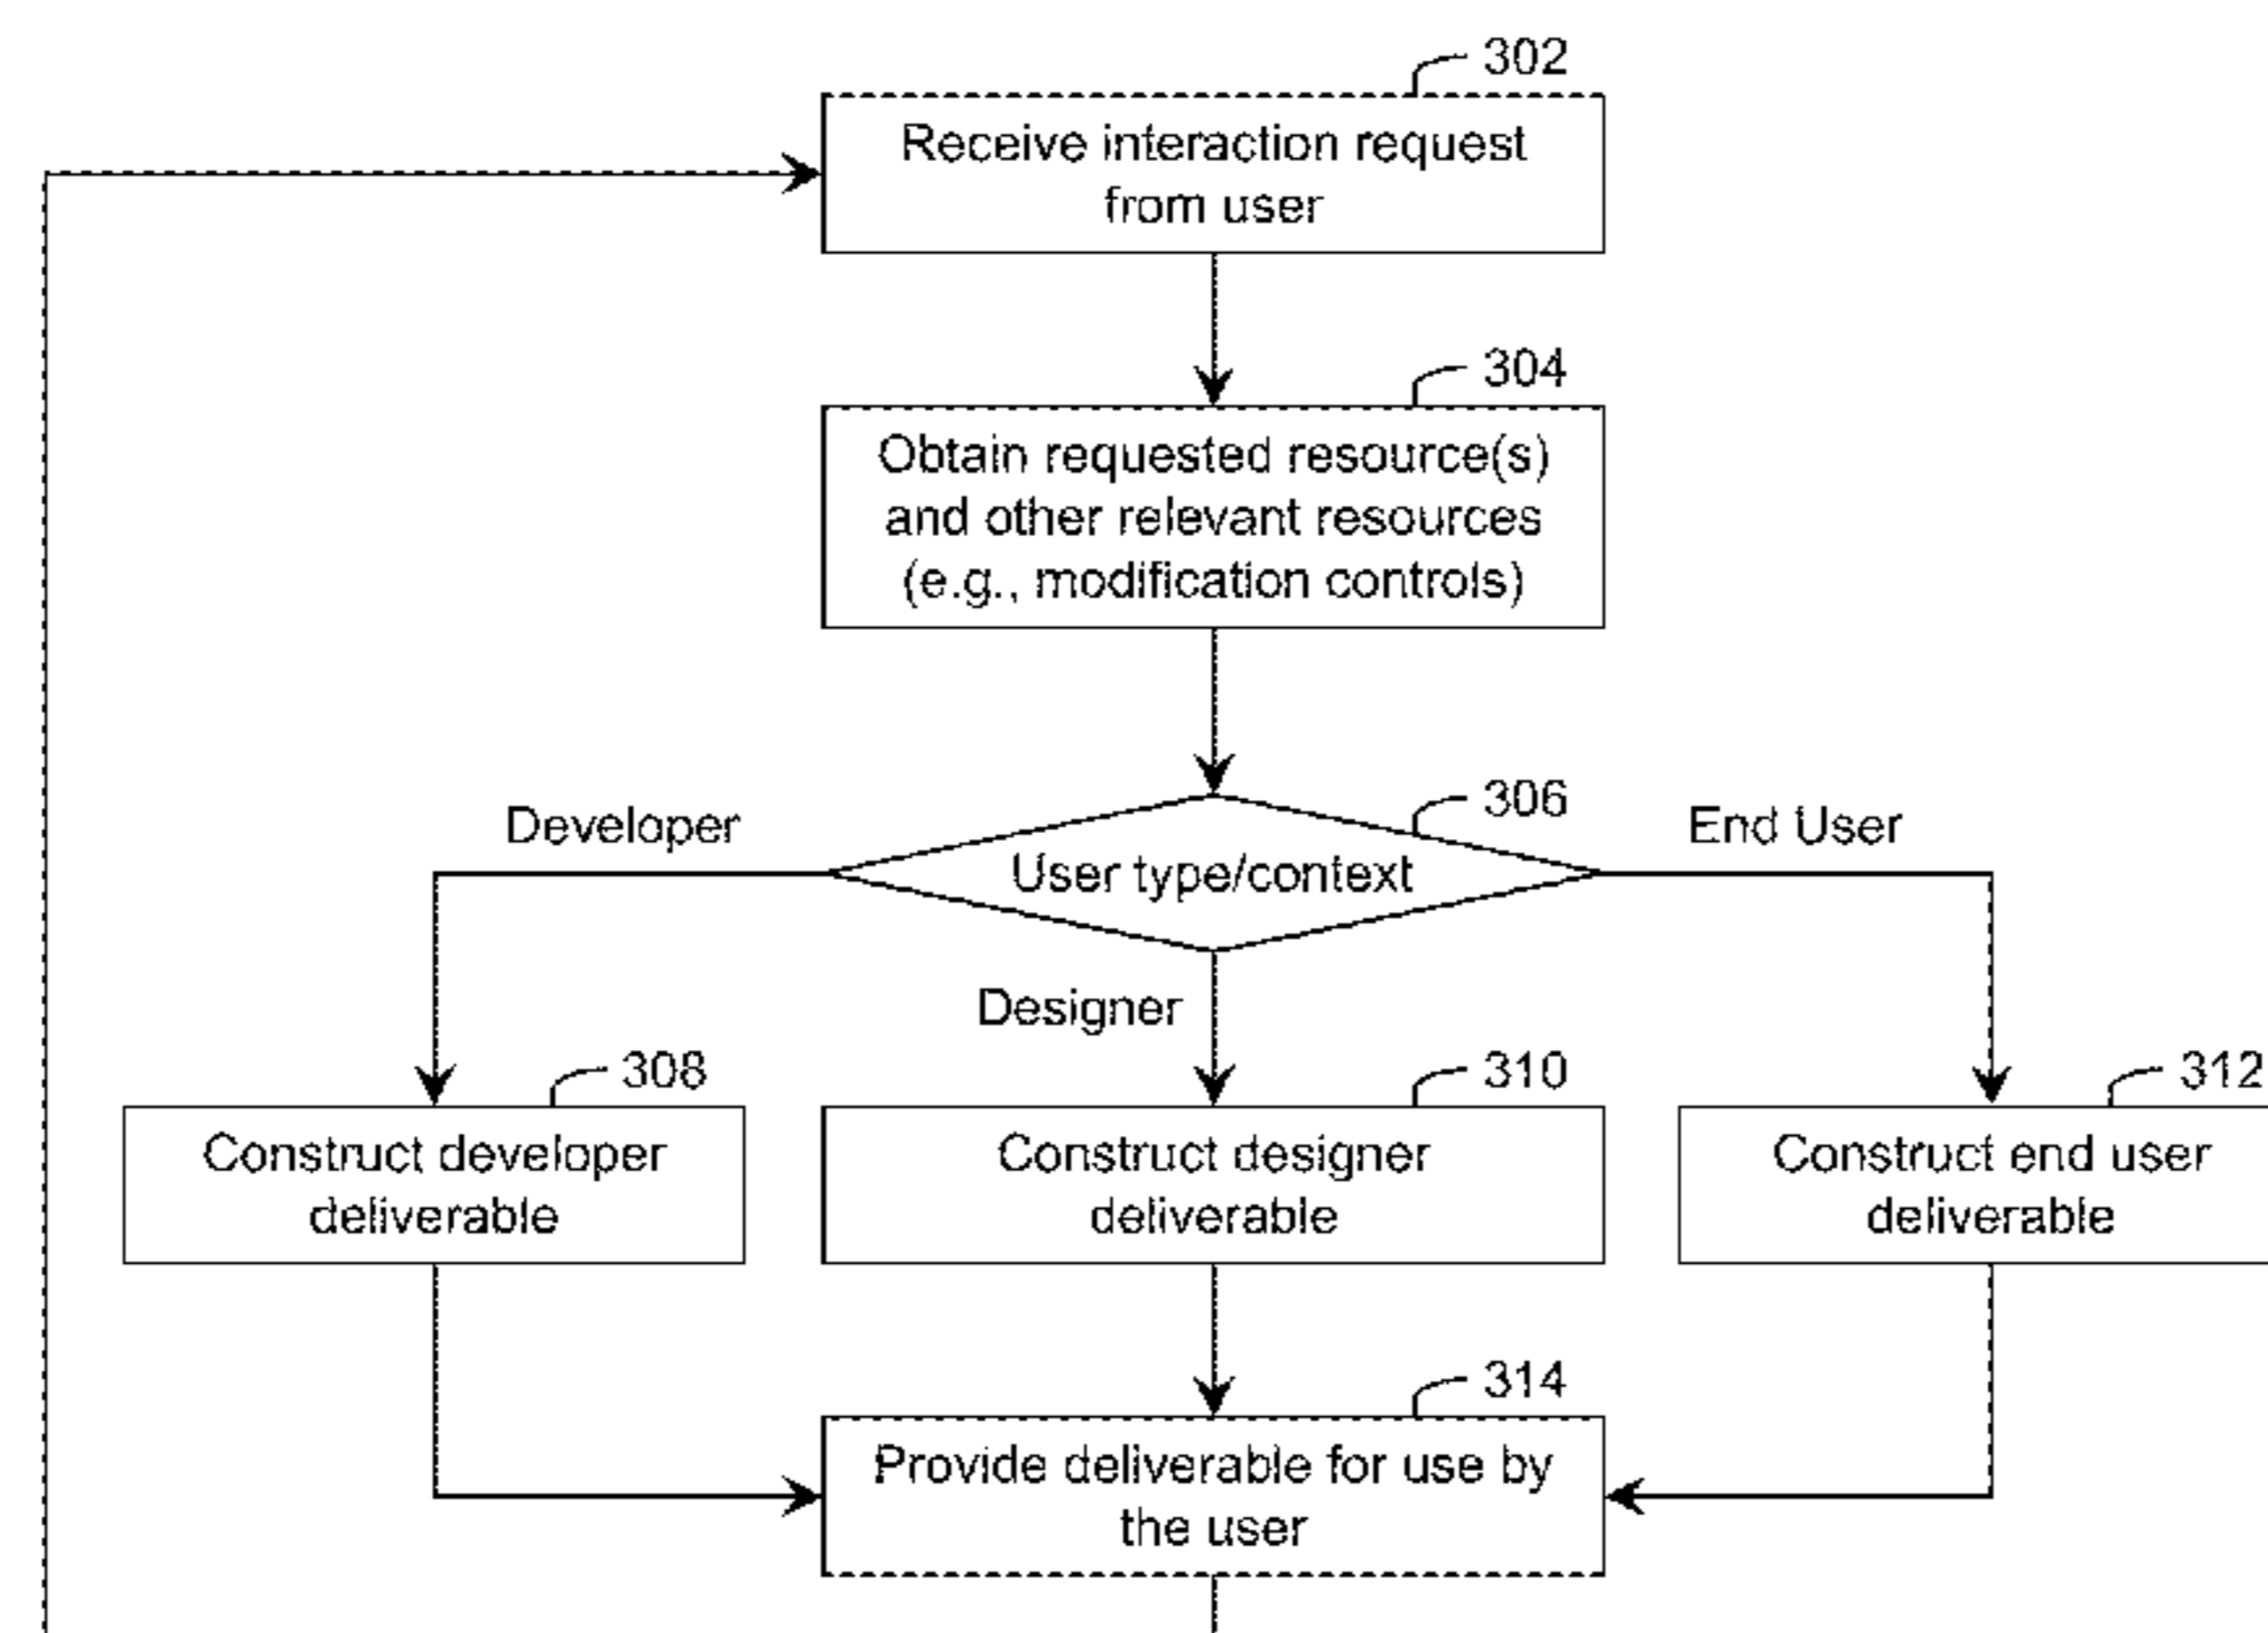 302
Receive interaction request
from user
304
Obtain requested resource(s)
and other relevant resources
(e.g., modification controls)
306
Developer
User type/context
End User
Designer
308
310
312
Construct developer
deliverable
Construct designer
deliverable
Construct end user
deliverable
314
Provide deliverable for use by
the user